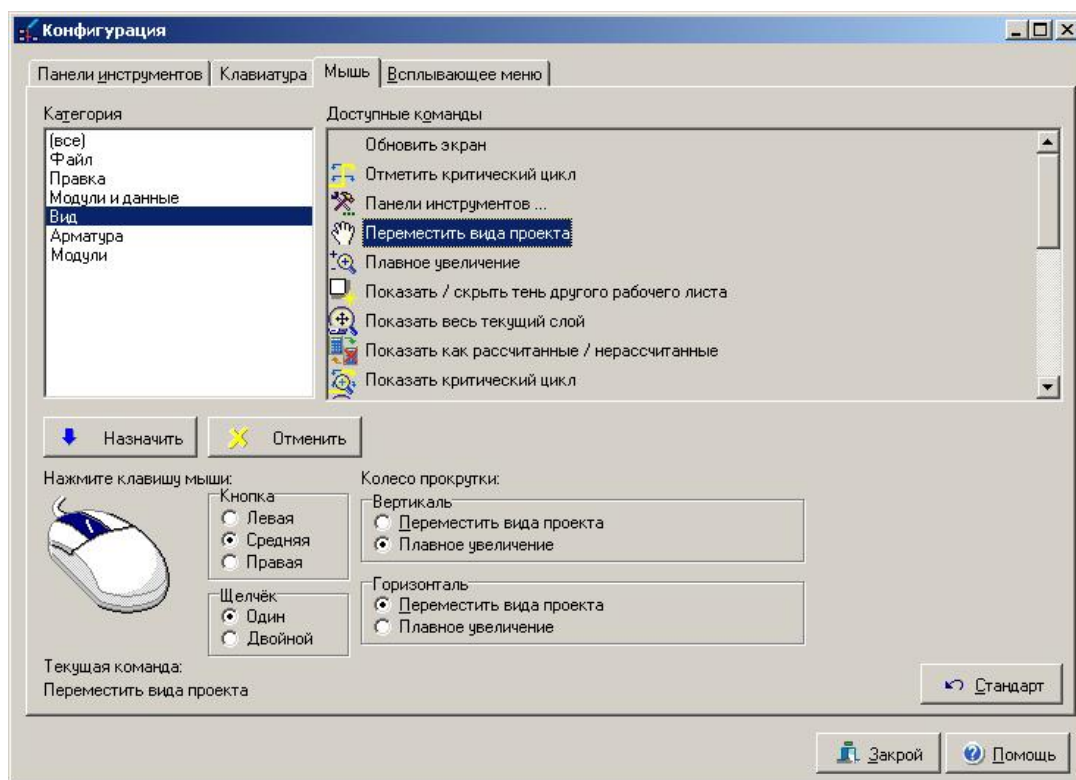 Конфигурация
Панели инструментов Клавиатура Мышь Всплывающее меню
Категория
(все)
Файл
Правка
Модули и данные
Вид
Арматура
Модули
Доступные команды
Обновить экран
Отметить критический цикл
Панели инструментов ...
Переместить вида проекта
Плавное увеличение
Показать / скрыть тень другого рабочего листа
Показать весь текущий слой
Показать как рассчитанные / нерассчитанные
Показать критический цикл
Назначить Отменить
Нажмите клавишу мыши:
Кнопка
Левая
Средняя
Правая
Щелчёк
Один
Двойной
Колесо прокрутки:
Вертикаль
Переместить вида проекта
Плавное увеличение
Горизонталь
Переместить вида проекта
Плавное увеличение
Текущая команда:
Переместить вида проекта
Стандарт
Закрой Помощь